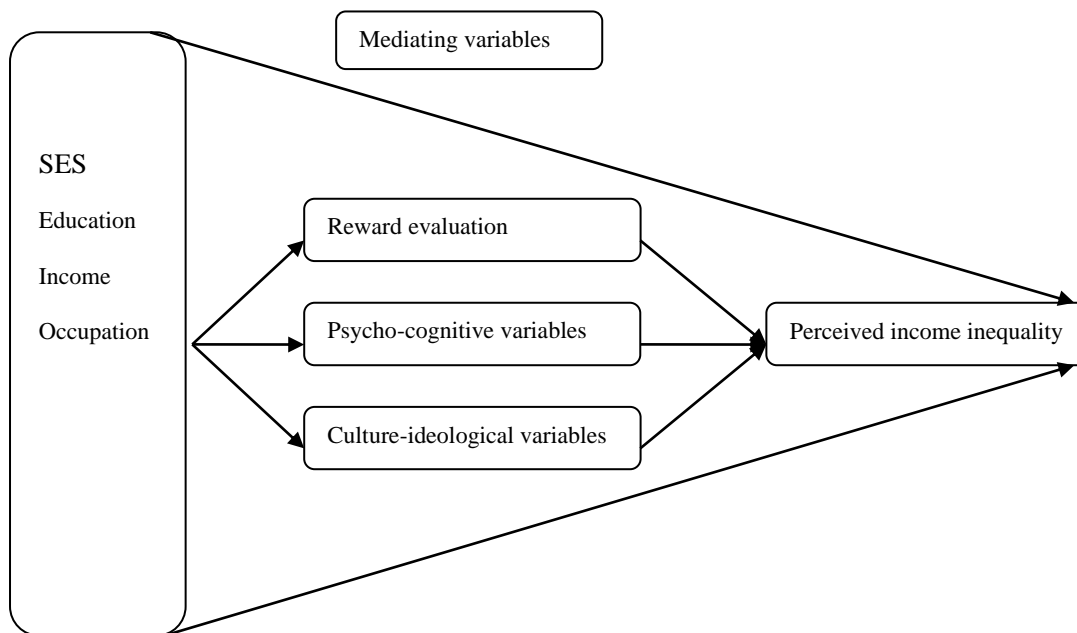 Mediating variables
SES
Education
Income
Occupation
Reward evaluation
Psycho-cognitive variables
Culture-ideological variables
Perceived income inequality